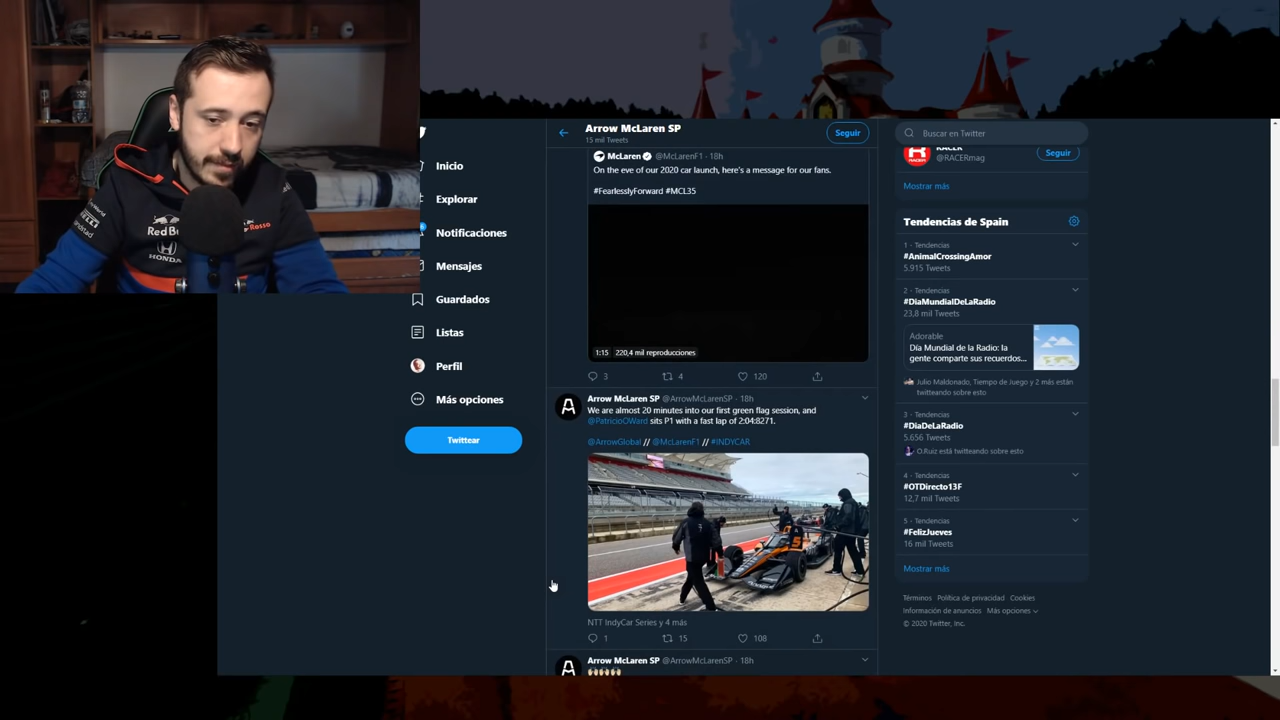 Red Bull
Rosso
HONDA
Inicio
Explorar
Notificaciones
Mensajes
Guardados
Listas
Perfil
Más opciones
Twittear
Arrow McLaren SP
15 mil Tweets
Seguir
McLaren @McLarenF1 · 18h
On the eve of our 2020 car launch, here's a message for our fans.
#FearlesslyForward #MCL35
1:15 220,4 mil reproducciones
3 4 120
Arrow McLaren SP @ArrowMcLarenSP · 18h
We are almost 20 minutes into our first green flag session, and
@PatricioOWard sits P1 with a fast lap of 2:04:8271.
@ArrowGlobal // @McLarenF1 // #INDYCAR
5
NTT IndyCar Series y 4 más
1 15 108
Arrow McLaren SP @ArrowMcLarenSP · 18h
Buscar en Twitter
RACER
RACER
@RACERmag
Seguir
Mostrar más
Tendencias de Spain
1 · Tendencias
#AnimalCrossingAmor
5.915 Tweets
2 · Tendencias
#DiaMundialDeLaRadio
23,8 mil Tweets
Adorable
Día Mundial de la Radio: la
gente comparte sus recuerdos...
Julio Maldonado, Tiempo de Juego y 2 más están
twitteando sobre esto
3 · Tendencias
#DiaDeLaRadio
5.656 Tweets
O.Ruiz está twitteando sobre esto
4 · Tendencias
#OTDirecto13F
12,7 mil Tweets
5 · Tendencias
#FelizJueves
16 mil Tweets
Mostrar más
Términos Política de privacidad Cookies
Información de anuncios Más opciones
© 2020 Twitter, Inc.